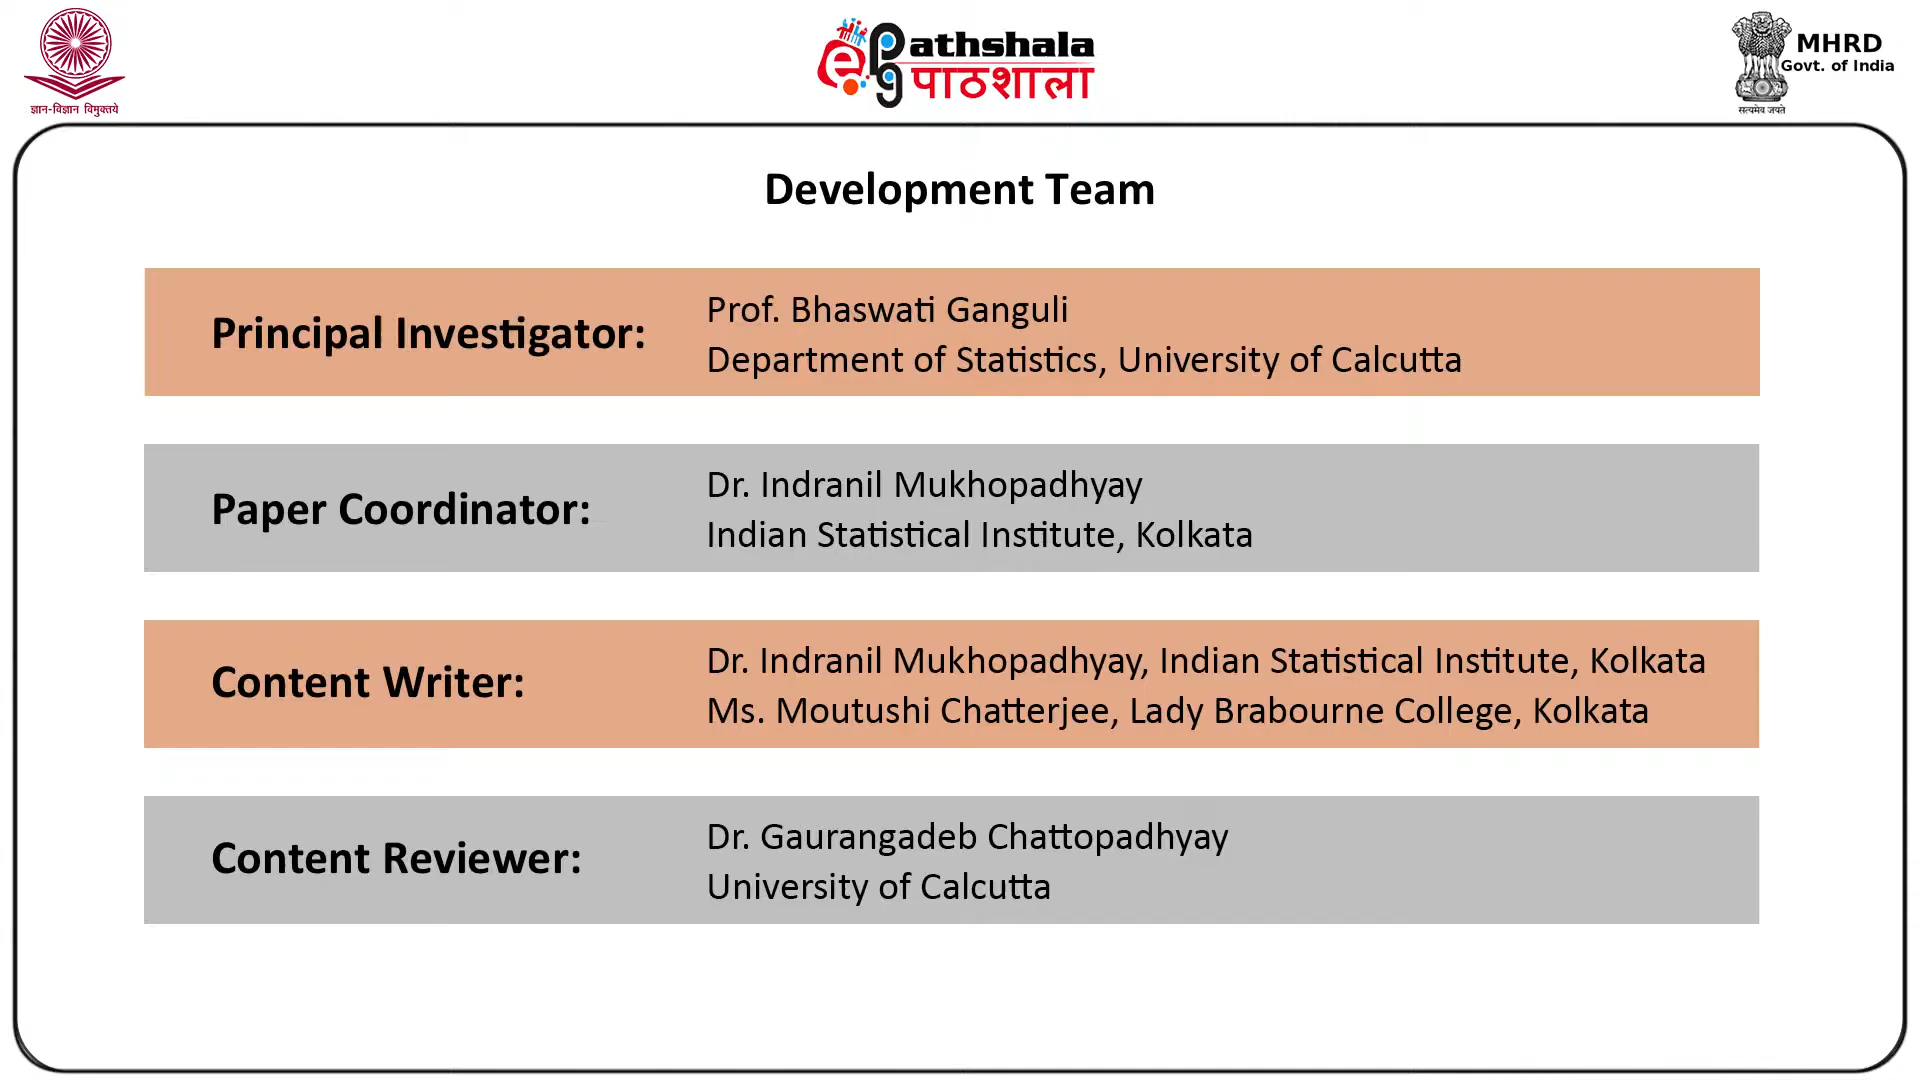 ज्ञान-विज्ञान विमुक्तये
e pg Pathshala
पाठशाला
MHRD
Govt. of India
सत्यमेव जयते
Development Team
Principal Investigator:
Prof. Bhaswati Ganguli
Department of Statistics, University of Calcutta
Paper Coordinator:
Dr. Indranil Mukhopadhyay
Indian Statistical Institute, Kolkata
Content Writer:
Dr. Indranil Mukhopadhyay, Indian Statistical Institute, Kolkata
Ms. Moutushi Chatterjee, Lady Brabourne College, Kolkata
Content Reviewer:
Dr. Gaurangadeb Chattopadhyay
University of Calcutta